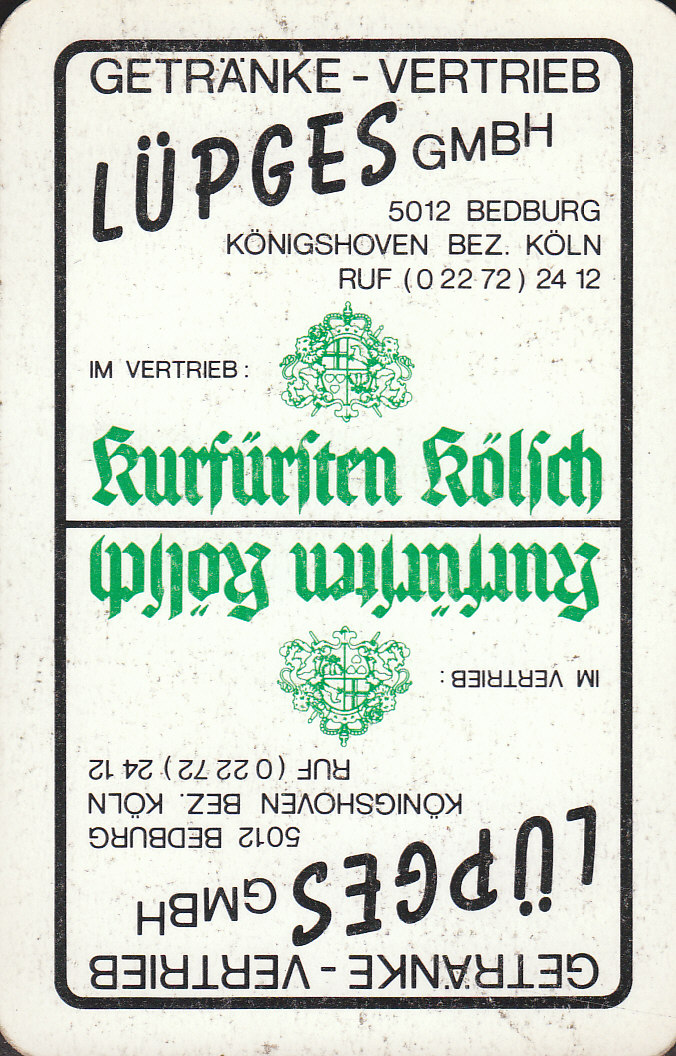 GETRÄNKE - VERTRIEB
LÜPGES GMBH
5012 BEDBURG
KÖNIGSHOVEN BEZ. KÖLN
RUF (0 22 72) 24 12
IM VERTRIEB:
Kurfürſten Kölſch
Kurfürſten Kölſch
IM VERTRIEB:
RUF (0 22 72) 24 12
KÖNIGSHOVEN BEZ. KÖLN
5012 BEDBURG
LÜPGES GMBH
GETRÄNKE - VERTRIEB